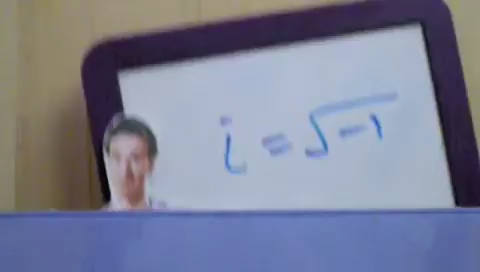 i = √-1